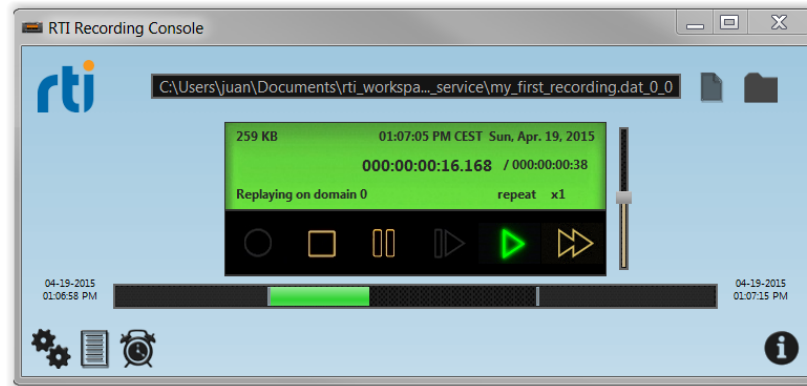 RTI Recording Console
rti
C:\Users\juan\Documents\rti_workspa..._service\my_first_recording.dat_0_0
259 KB 01:07:05 PM CEST Sun, Apr. 19, 2015
000:00:00:16.168 / 000:00:00:38
Replaying on domain 0 repeat x1
04-19-2015
01:06:58 PM
04-19-2015
01:07:15 PM